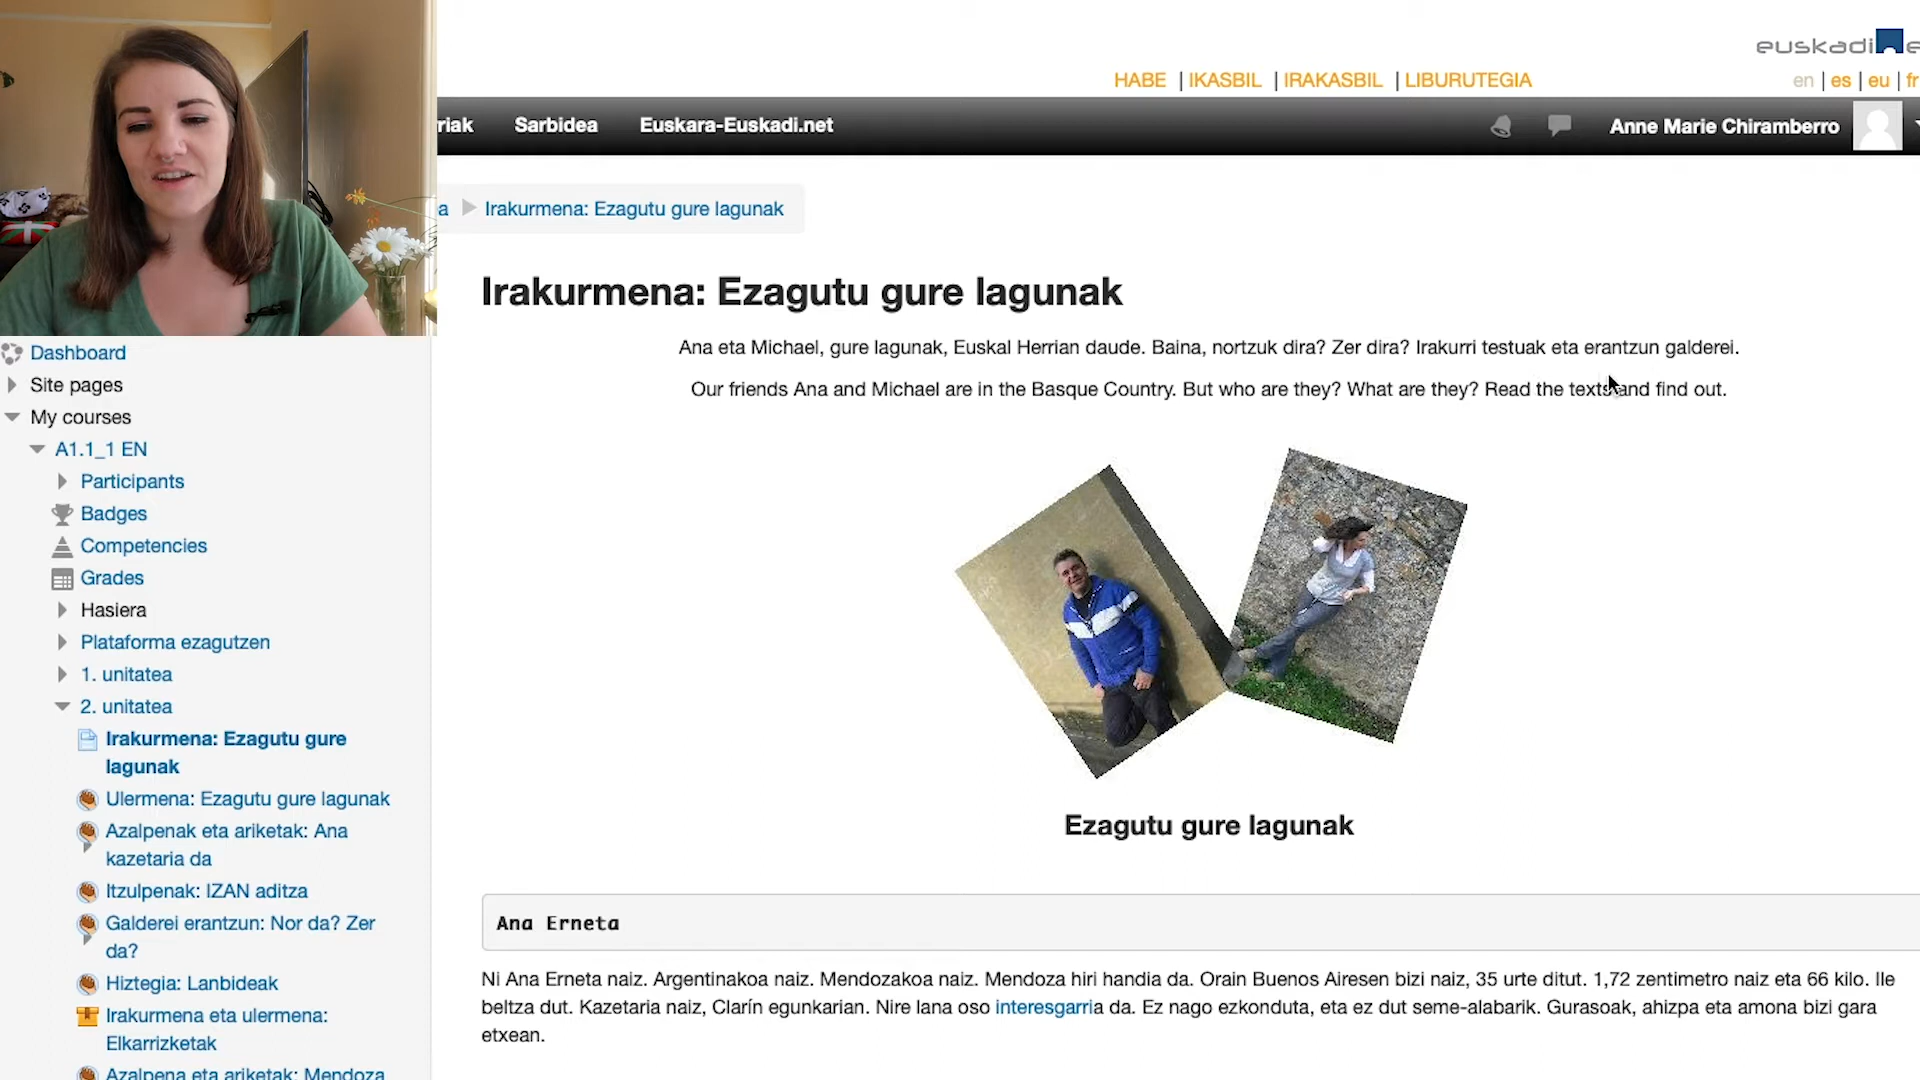 euskadi
HABE | IKASBIL | IRAKASBIL | LIBURUTEGIA
en | es | eu | fr
riak Sarbidea Euskara-Euskadi.net
Anne Marie Chiramberro
a Irakurmena: Ezagutu gure lagunak
Irakurmena: Ezagutu gure lagunak
Ana eta Michael, gure lagunak, Euskal Herrian daude. Baina, nortzuk dira? Zer dira? Irakurri testuak eta erantzun galderei.
Our friends Ana and Michael are in the Basque Country. But who are they? What are they? Read the texts and find out.
Ezagutu gure lagunak
Ana Erneta
Ni Ana Erneta naiz. Argentinakoa naiz. Mendozakoa naiz. Mendoza hiri handia da. Orain Buenos Airesen bizi naiz, 35 urte ditut. 1,72 zentimetro naiz eta 66 kilo. Ile
beltza dut. Kazetaria naiz, Clarín egunkarian. Nire lana oso interesgarria da. Ez nago ezkonduta, eta ez dut seme-alabarik. Gurasoak, ahizpa eta amona bizi gara
etxean.
Dashboard
Site pages
My courses
A1.1_1 EN
Participants
Badges
Competencies
Grades
Hasiera
Plataforma ezagutzen
1. unitatea
2. unitatea
Irakurmena: Ezagutu gure
lagunak
Ulermena: Ezagutu gure lagunak
Azalpenak eta ariketak: Ana
kazetaria da
Itzulpenak: IZAN aditza
Galderei erantzun: Nor da? Zer
da?
Hiztegia: Lanbideak
Irakurmena eta ulermena:
Elkarrizketak
Azalpena eta ariketak: Mendoza